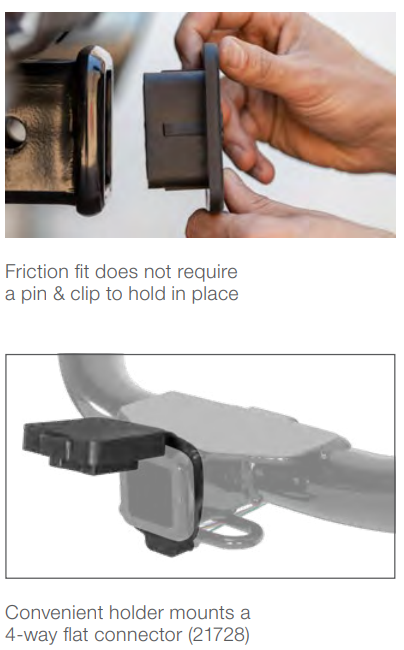 Friction fit does not require
a pin & clip to hold in place
Convenient holder mounts a
4-way flat connector (21728)